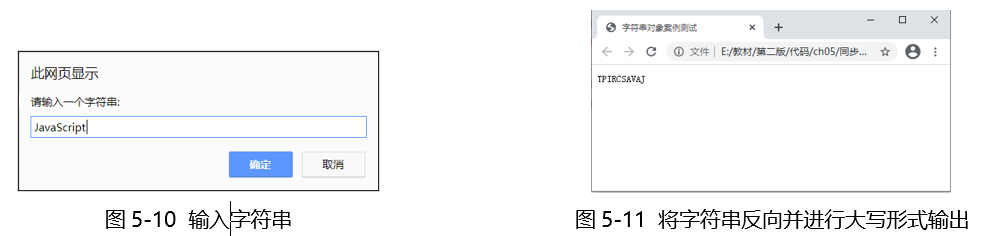 此网页显示
请输入一个字符串:
JavaScript
确定 取消
图 5-10 输入字符串
字符串对象案例测试
文件 E:/教材/第二版/代码/ch05/同步...
TPIRCSAVAJ
图 5-11 将字符串反向并进行大写形式输出